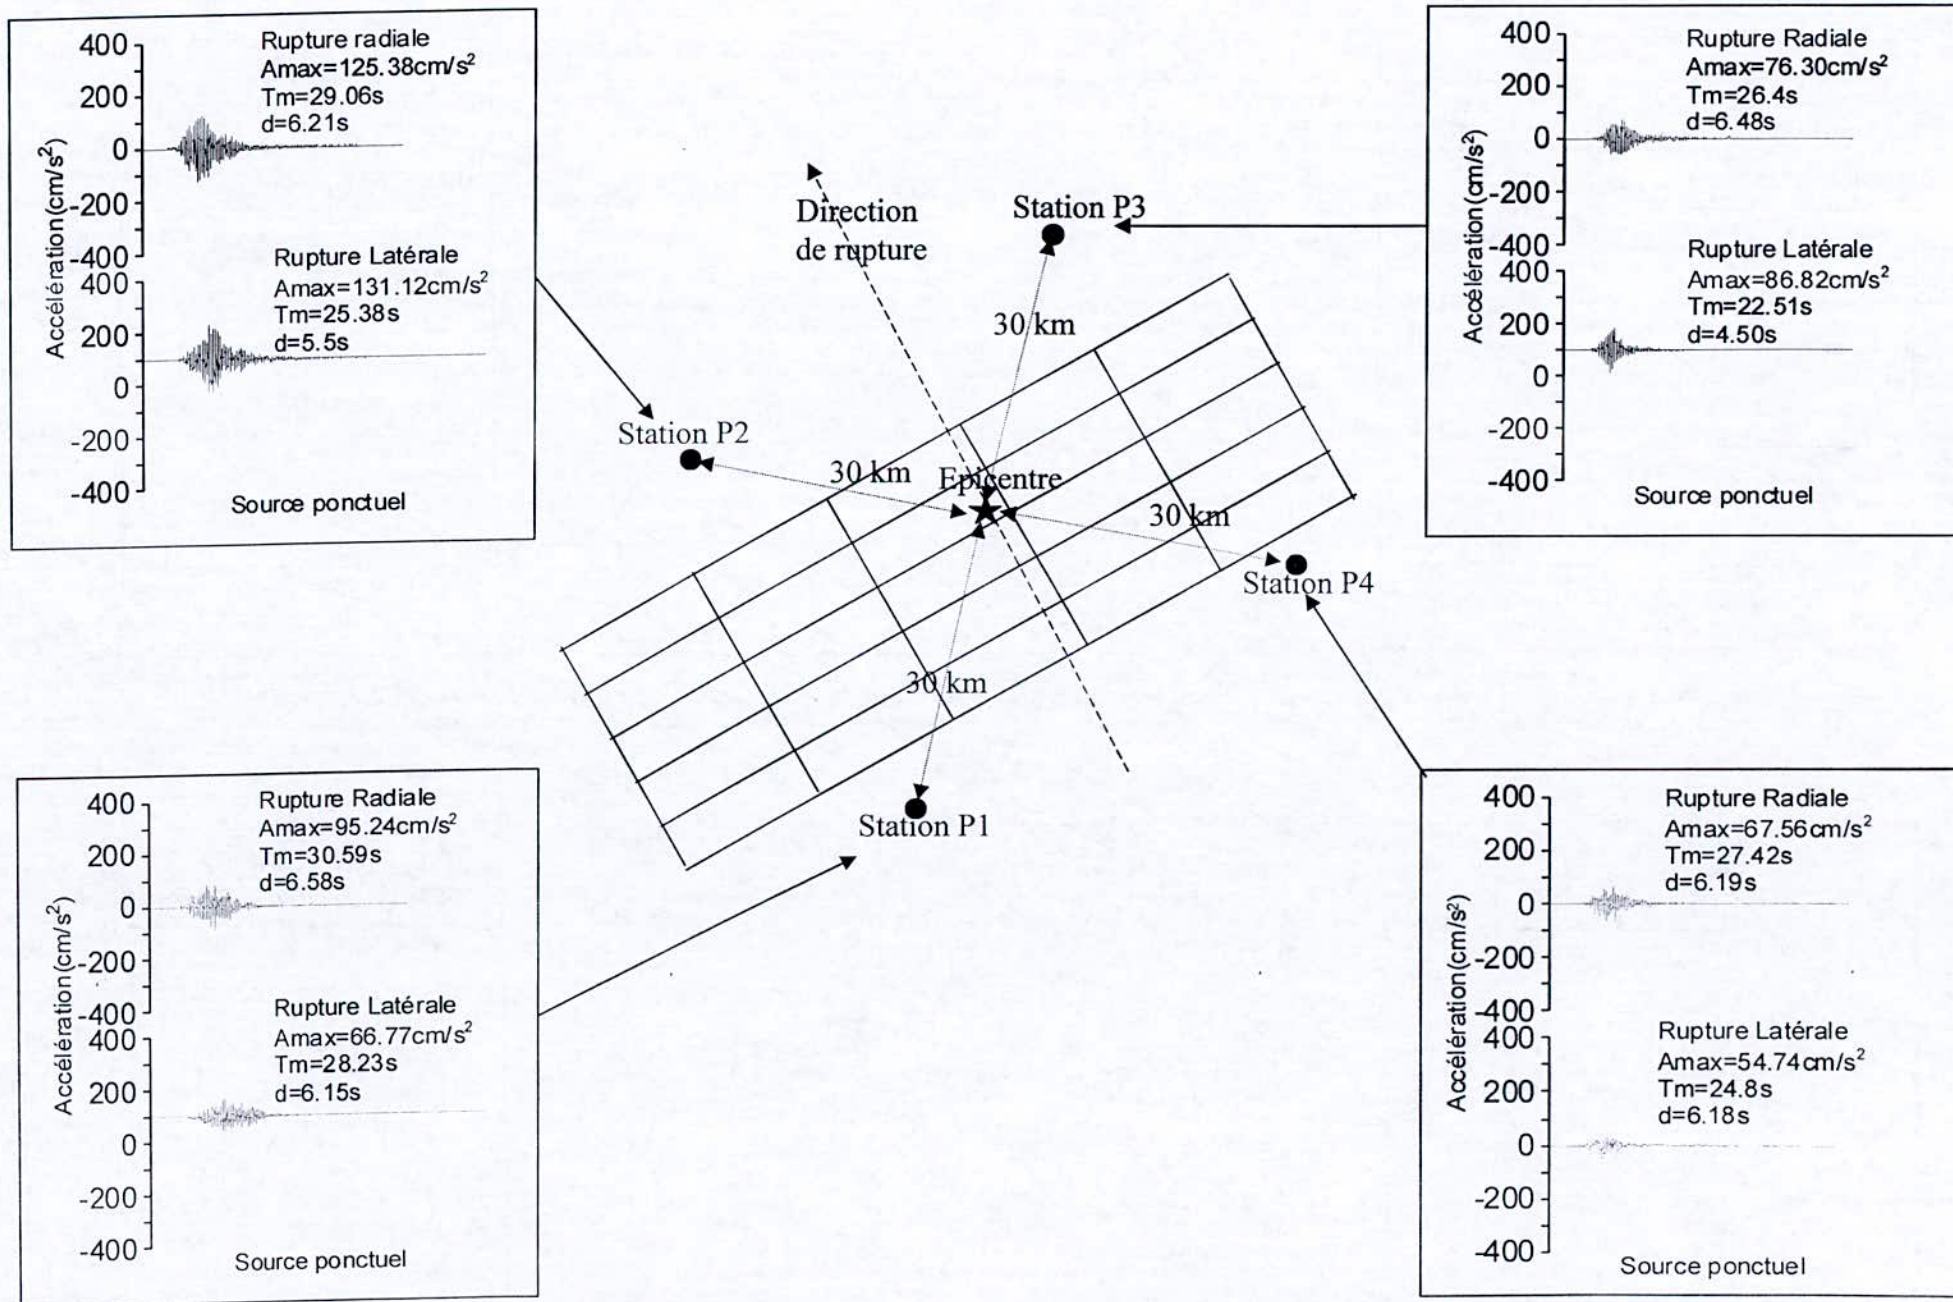 400
200
0
-200
-400
400
200
0
-200
-400
Accélération(cm/s²)
Rupture radiale
Amax=125.38cm/s²
Tm=29.06s
d=6.21s
Rupture Latérale
Amax=131.12cm/s²
Tm=25.38s
d=5.5s
Source ponctuel
Direction
de rupture
Station P3
30 km
Station P2
30 km
Epicentre
30 km
Station P4
30 km
Station P1
400
200
0
-200
-400
400
200
0
-200
-400
Accélération(cm/s²)
Rupture Radiale
Amax=76.30cm/s²
Tm=26.4s
d=6.48s
Rupture Latérale
Amax=86.82cm/s²
Tm=22.51s
d=4.50s
Source ponctuel
400
200
0
-200
-400
400
200
0
-200
-400
Accélération(cm/s²)
Rupture Radiale
Amax=95.24cm/s²
Tm=30.59s
d=6.58s
Rupture Latérale
Amax=66.77cm/s²
Tm=28.23s
d=6.15s
Source ponctuel
400
200
0
-200
-400
400
200
0
-200
-400
Accélération(cm/s²)
Rupture Radiale
Amax=67.56cm/s²
Tm=27.42s
d=6.19s
Rupture Latérale
Amax=54.74cm/s²
Tm=24.8s
d=6.18s
Source ponctuel